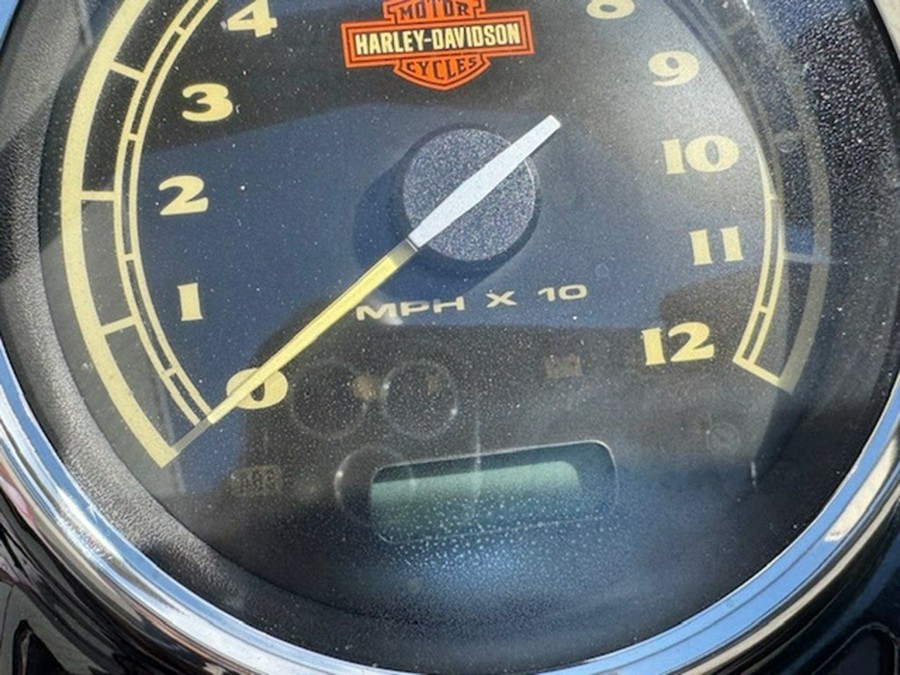 MOTOR
HARLEY-DAVIDSON
CYCLES
4
8
3
9
2
10
1
11
MPH X 10
0
12